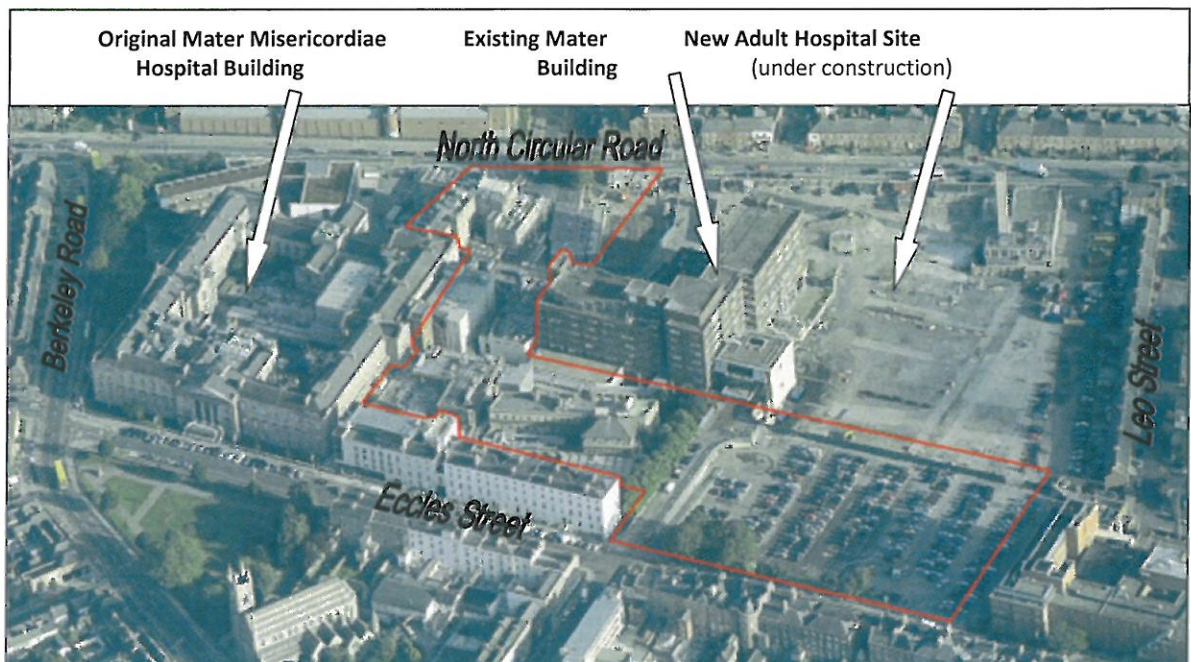 Original Mater Misericordiae
Hospital Building
Existing Mater
Building
New Adult Hospital Site
(under construction)
North Circular Road
Berkeley Road
Leo Street
Eccles Street